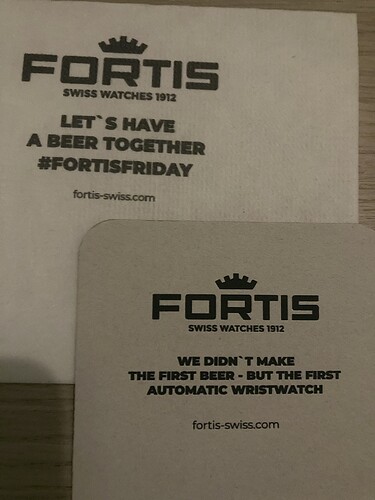 FORTIS
SWISS WATCHES 1912
LET`S HAVE
A BEER TOGETHER
#FORTISFRIDAY
fortis-swiss.com
FORTIS
SWISS WATCHES 1912
WE DIDN`T MAKE
THE FIRST BEER - BUT THE FIRST
AUTOMATIC WRISTWATCH
fortis-swiss.com